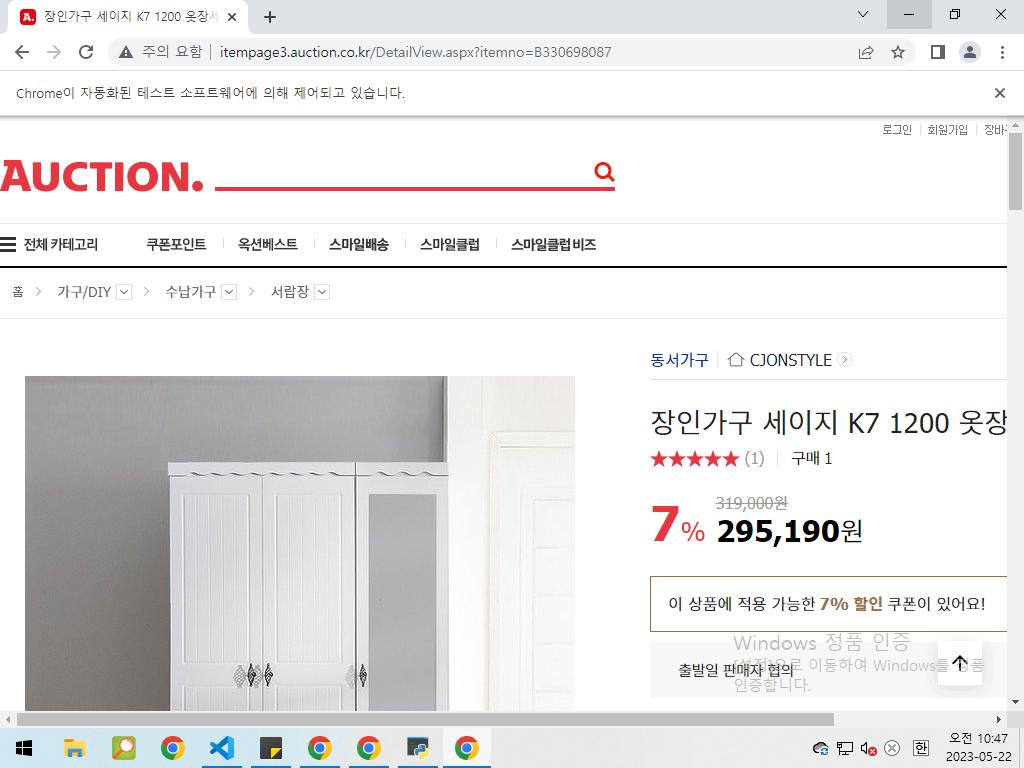 장인가구 세이지 K7 1200 옷장세
주의 요함
itempage3.auction.co.kr/DetailView.aspx?itemno=B330698087
Chrome이 자동화된 테스트 소프트웨어에 의해 제어되고 있습니다.
로그인 회원가입 장바구
AUCTION.
전체 카테고리 쿠폰포인트 옥션베스트 스마일배송 스마일클럽 스마일클럽 비즈
홈 가구/DIY 수납가구 서랍장
동서가구 CJONSTYLE
장인가구 세이지 K7 1200 옷장
(1) 구매 1
319,000원
7% 295,190원
이 상품에 적용 가능한 7% 할인 쿠폰이 있어요!
Windows 정품 인증
[설정]으로 이동하여 Windows를 정품
인증합니다.
출발일 판매자 협의
한
오전 10:47
2023-05-22